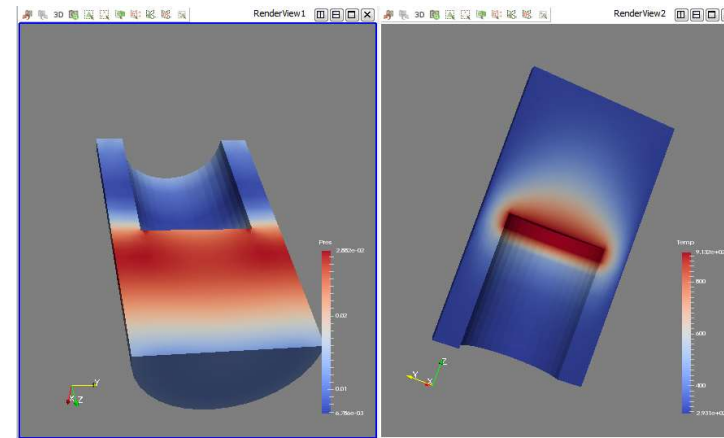 3D
RenderView1
3D
RenderView2
Pres
2.882e-02
0.02
0.01
6.786e-03
Y
X
Z
Temp
9.132e+02
800
600
400
2.931e+02
Z
Y
X